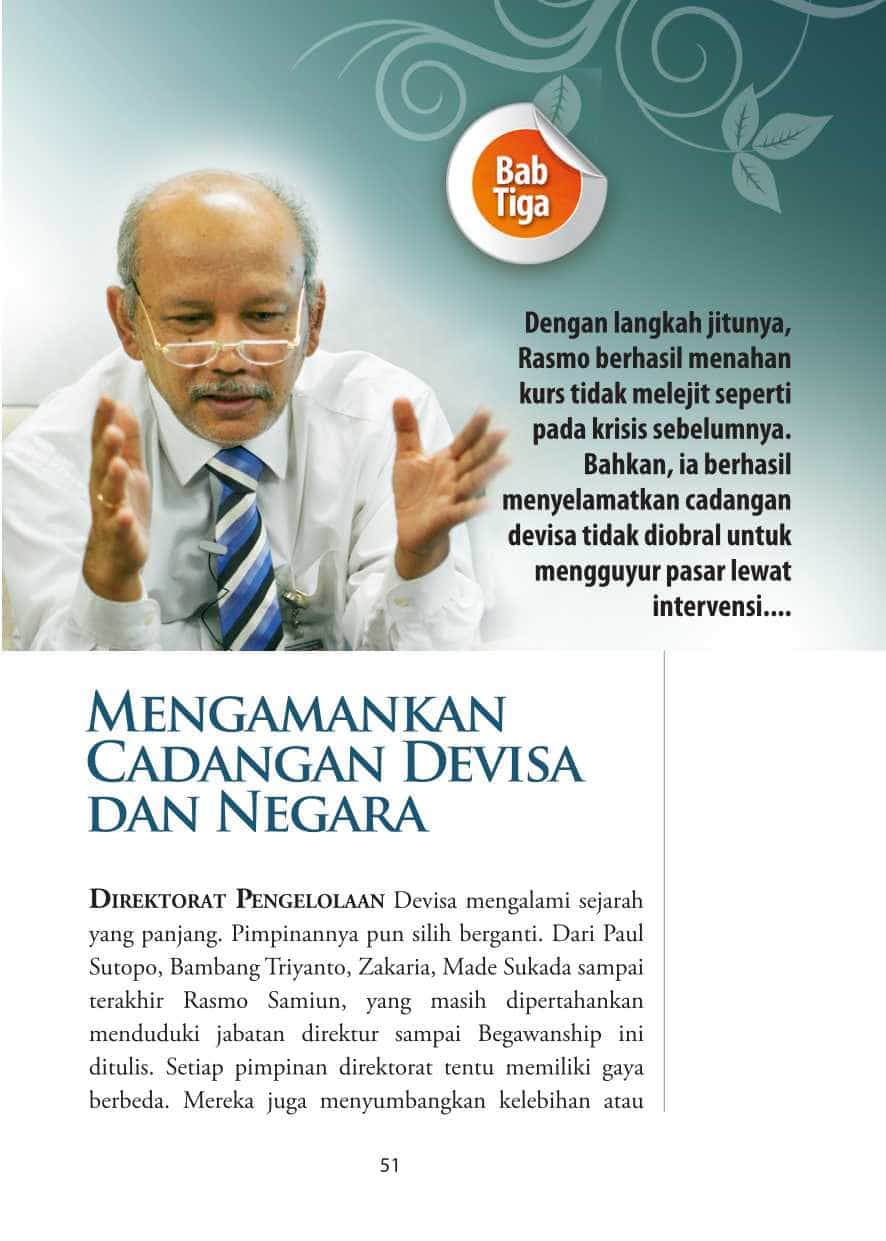 Bab
Tiga
Dengan langkah jitunya,
Rasmo berhasil menahan
kurs tidak melejit seperti
pada krisis sebelumnya.
Bahkan, ia berhasil
menyelamatkan cadangan
devisa tidak diobral untuk
mengguyur pasar lewat
intervensi....
MENGAMANKAN
CADANGAN DEVISA
DAN NEGARA
DIREKTORAT PENGELOLAAN Devisa mengalami sejarah
yang panjang. Pimpinannya pun silih berganti. Dari Paul
Sutopo, Bambang Triyanto, Zakaria, Made Sukada sampai
terakhir Rasmo Samiun, yang masih dipertahankan
menduduki jabatan direktur sampai Begawanship ini
ditulis. Setiap pimpinan direktorat tentu memiliki gaya
berbeda. Mereka juga menyumbangkan kelebihan atau
51